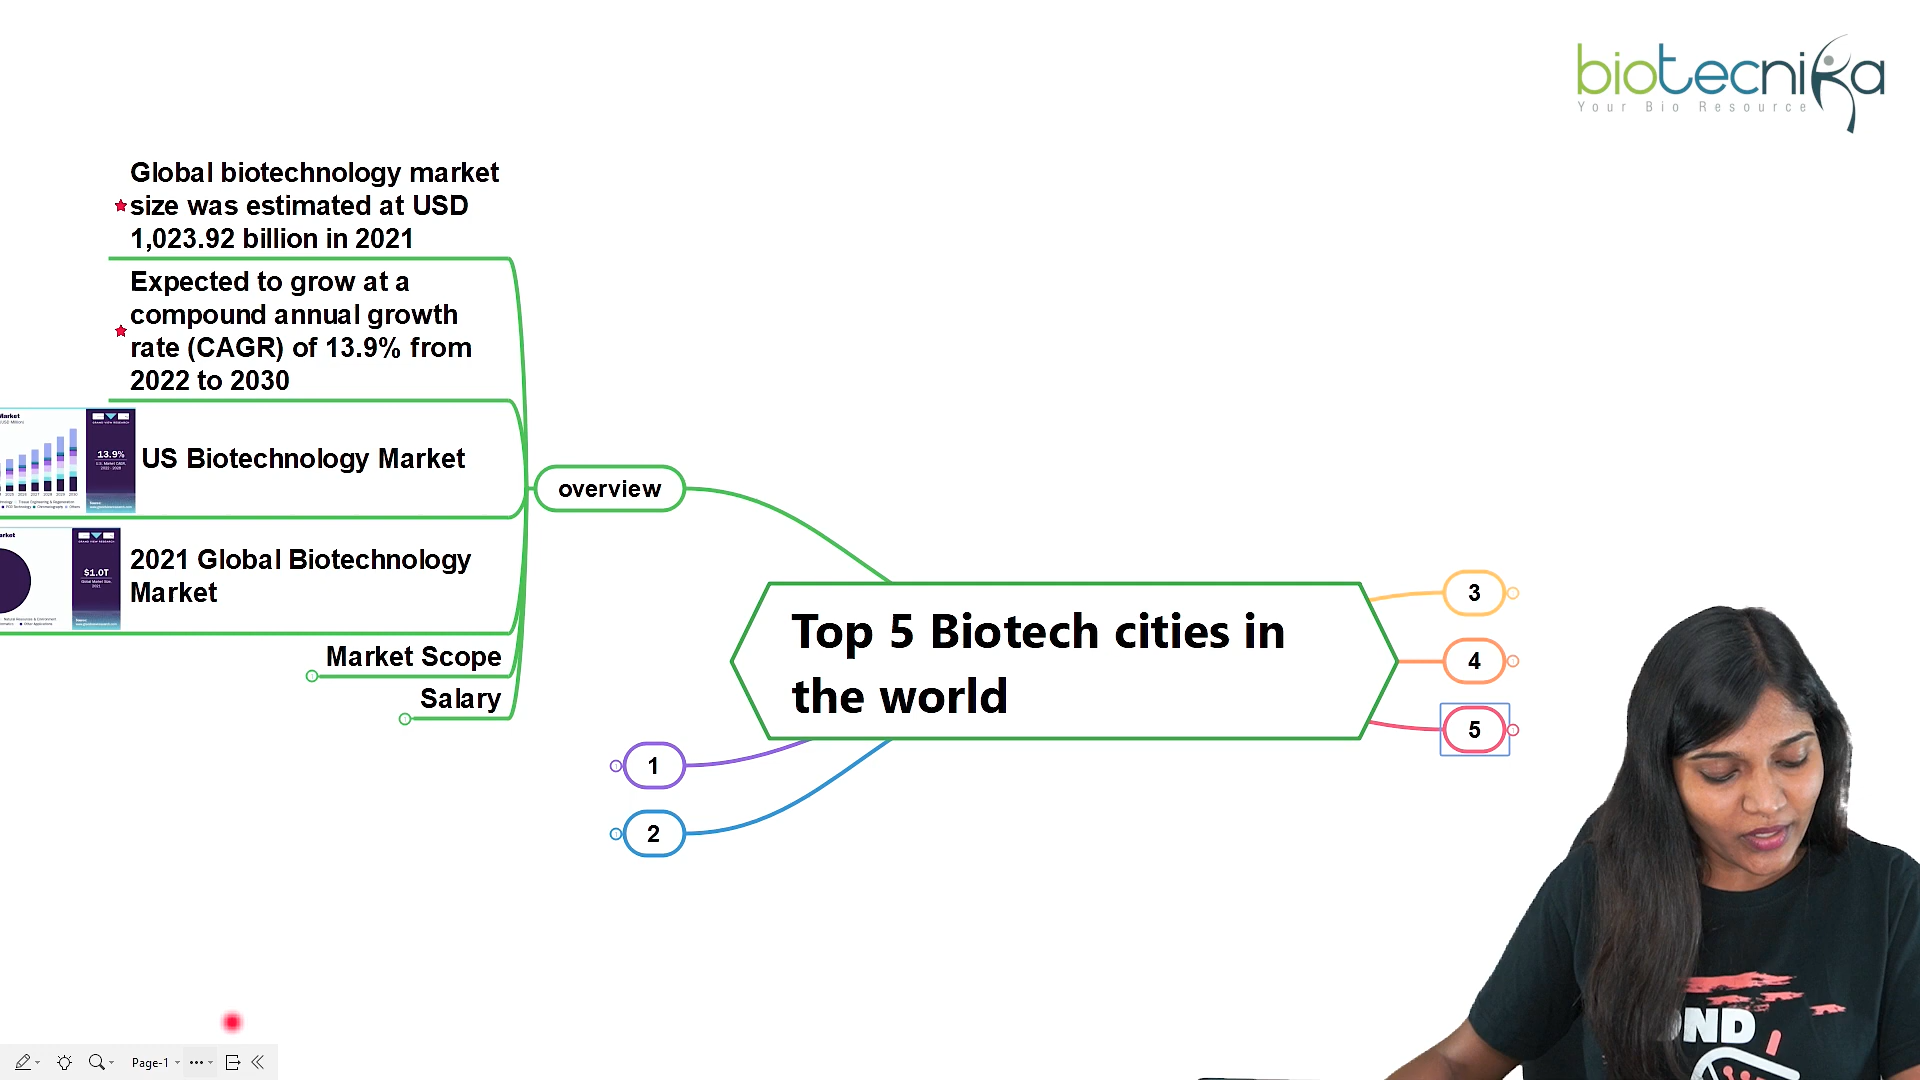 biotecnika
Your Bio Resource
Global biotechnology market
size was estimated at USD
1,023.92 billion in 2021
Expected to grow at a
compound annual growth
rate (CAGR) of 13.9% from
2022 to 2030
Market
13.9%
US Biotechnology Market
overview
$1.0T
2021 Global Biotechnology
Market
Market Scope
Salary
Top 5 Biotech cities in
the world
1
2
3
4
5
OND
Page-1